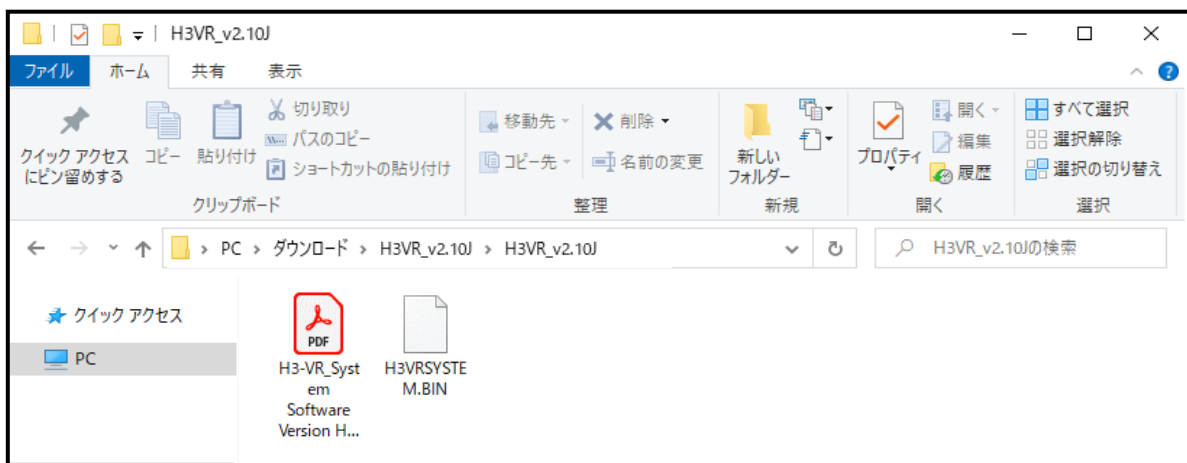 H3VR_v2.10J
ファイル ホーム 共有 表示
クイック アクセス
にピン留めする
コピー
貼り付け
切り取り
パスのコピー
ショートカットの貼り付け
クリップボード
移動先
コピー先
削除
名前の変更
整理
新しい
フォルダー
新規
プロパティ
開く
編集
履歴
開く
すべて選択
選択解除
選択の切り替え
選択
PC > ダウンロード > H3VR_v2.10J > H3VR_v2.10J
H3VR_v2.10Jの検索
クイック アクセス
PC
PDF
H3-VR_Syst
em
Software
Version H...
H3VRSYSTE
M.BIN